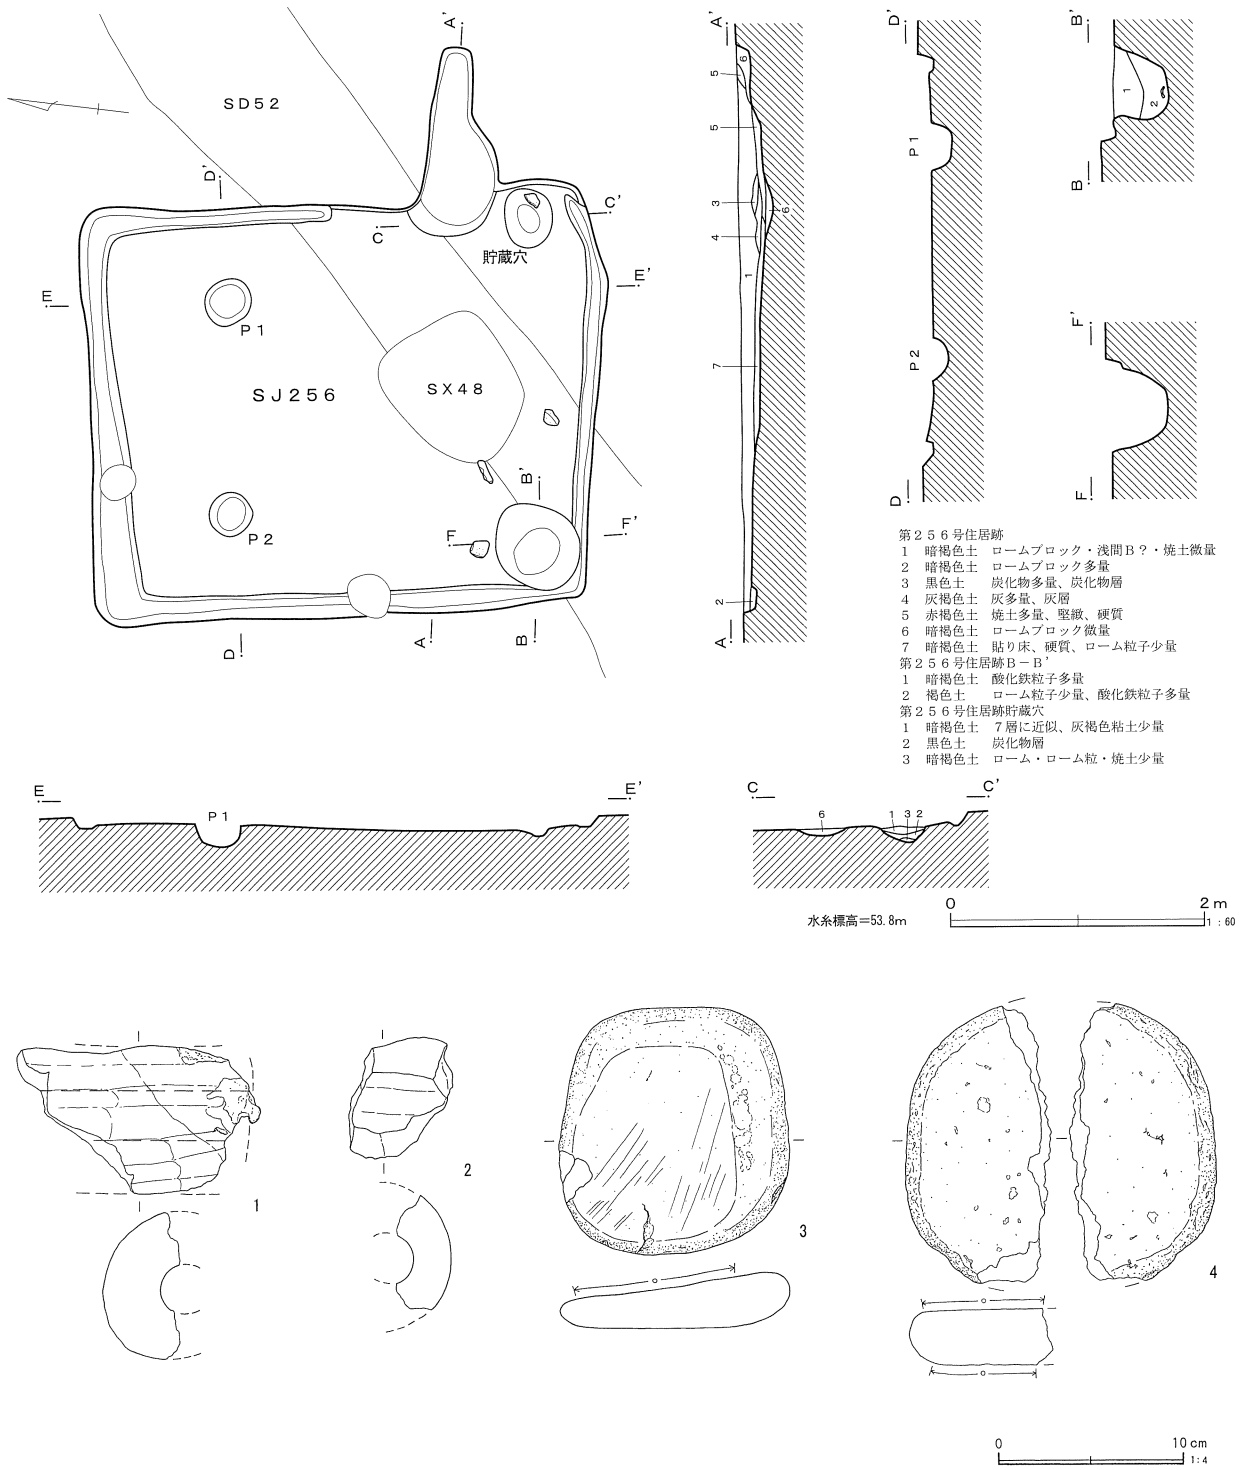 A'
SD52
D'
C'
C
貯蔵穴
E
E'
P1
SJ256
SX48
B'
P2
F
F'
D
A
B
A'
6
5
5
3
6
4
1
7
2
A
D'
P1
P2
D
B'
1
2
B
F'
F
第256号住居跡
1 暗褐色土 ロームブロック・浅間B？・焼土微量
2 暗褐色土 ロームブロック多量
3 黒色土 炭化物多量、炭化物層
4 灰褐色土 灰多量、灰層
5 赤褐色土 焼土多量、堅緻、硬質
6 暗褐色土 ロームブロック微量
7 暗褐色土 貼り床、硬質、ローム粒子少量
第256号住居跡B－B'
1 暗褐色土 酸化鉄粒子多量
2 褐色土 ローム粒子少量、酸化鉄粒子多量
第256号住居跡貯蔵穴
1 暗褐色土 7層に近似、灰褐色粘土少量
2 黒色土 炭化物層
3 暗褐色土 ローム・ローム粒・焼土少量
E
P1
E'
C
6
1 3 2
C'
水糸標高＝53.8m
0 2m
1:60
1
2
3
4
0 10cm
1:4